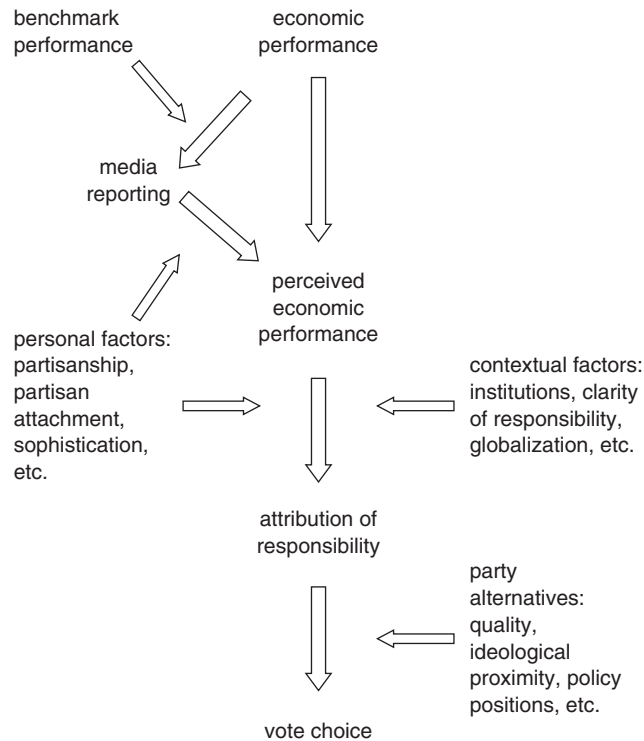 benchmark
performance
economic
performance
media
reporting
perceived
economic
performance
personal factors:
partisanship,
partisan
attachment,
sophistication,
etc.
contextual factors:
institutions, clarity
of responsibility,
globalization, etc.
attribution of
responsibility
party
alternatives:
quality,
ideological
proximity, policy
positions, etc.
vote choice